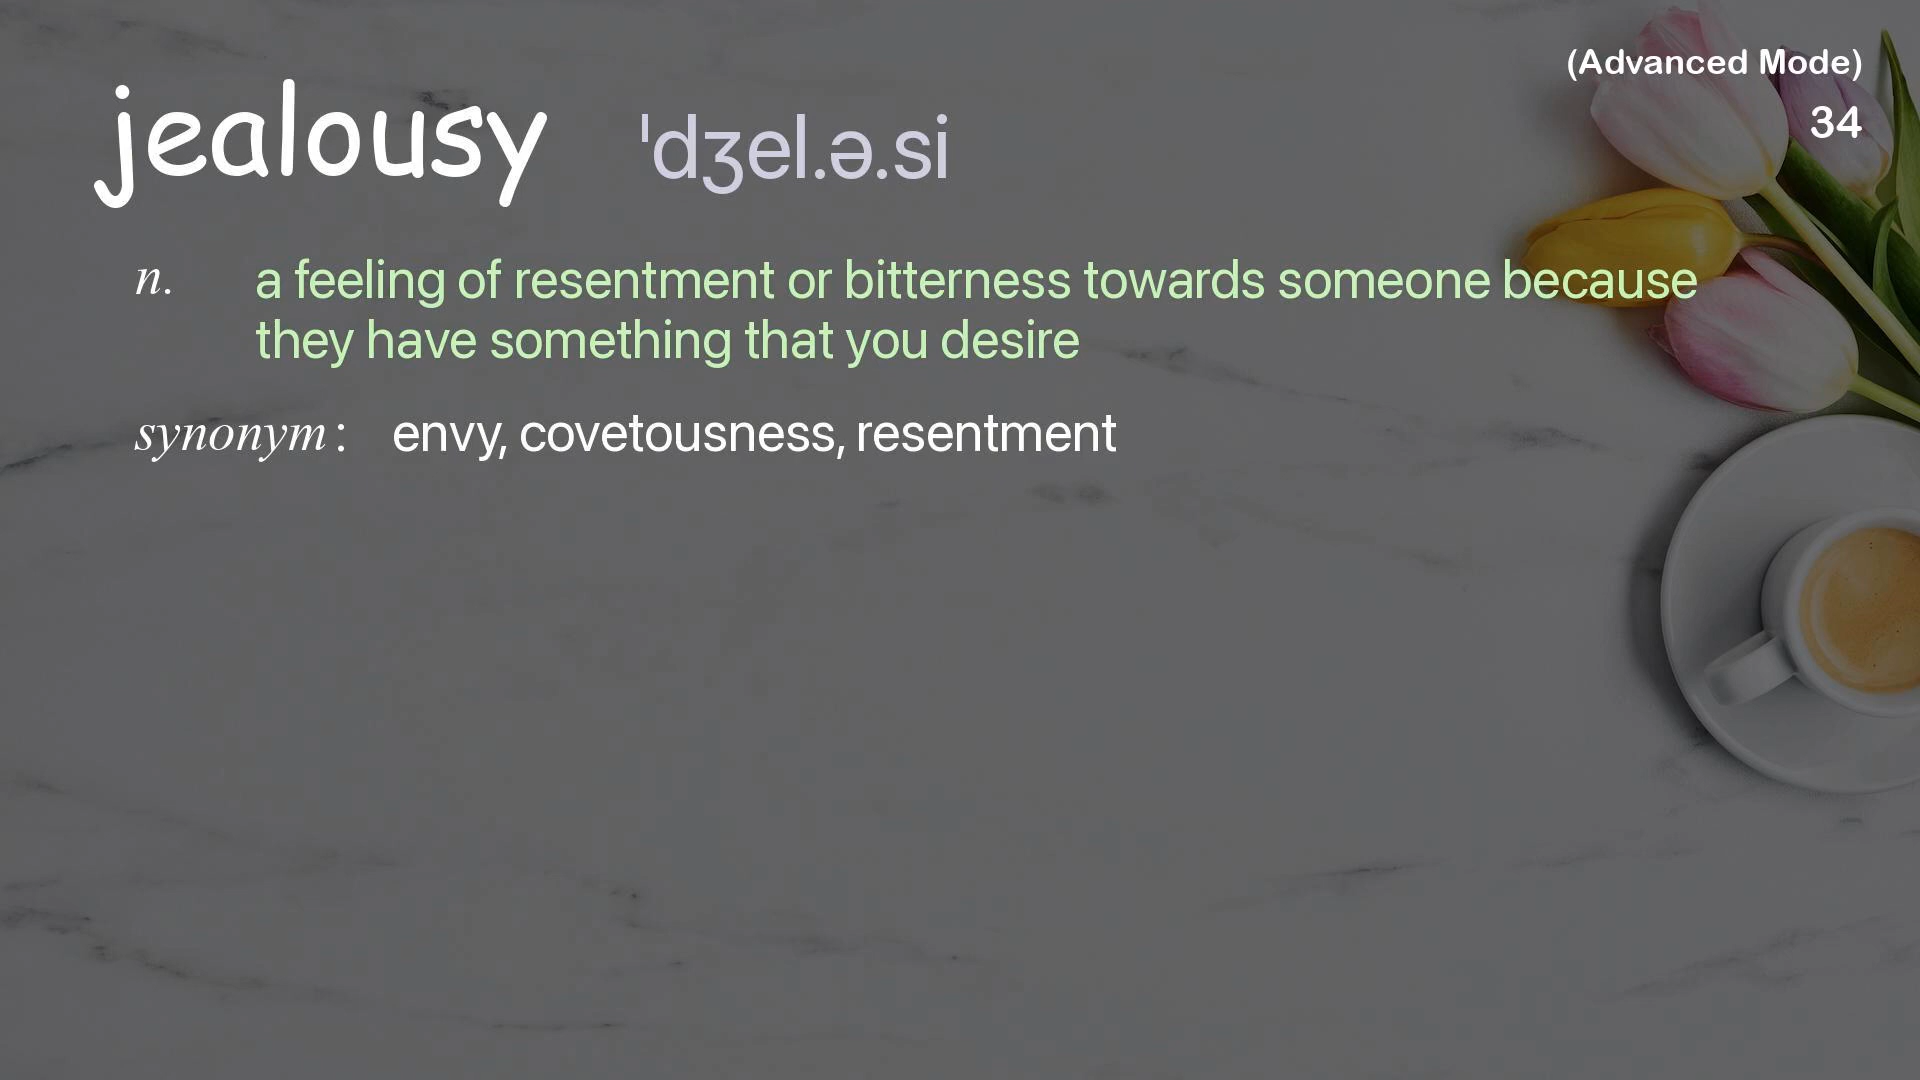 (Advanced Mode)
34
jealousy ˈdʒel.ə.si
n. a feeling of resentment or bitterness towards someone because
they have something that you desire
synonym: envy, covetousness, resentment